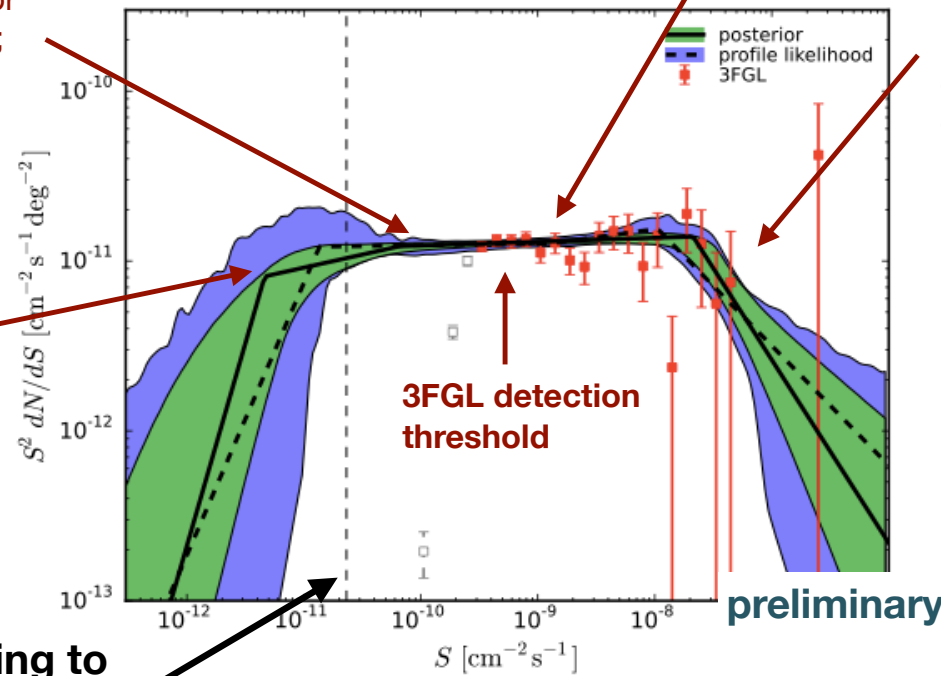 or
posterior
profile likelihood
3FGL
10^-10
10^-11
10^-12
10^-13
S^2 dN/dS [cm^-2 s^-1 deg^-2]
3FGL detection
threshold
preliminary
10^-12 10^-11 10^-10 10^-9 10^-8
S [cm^-2 s^-1]
ing to